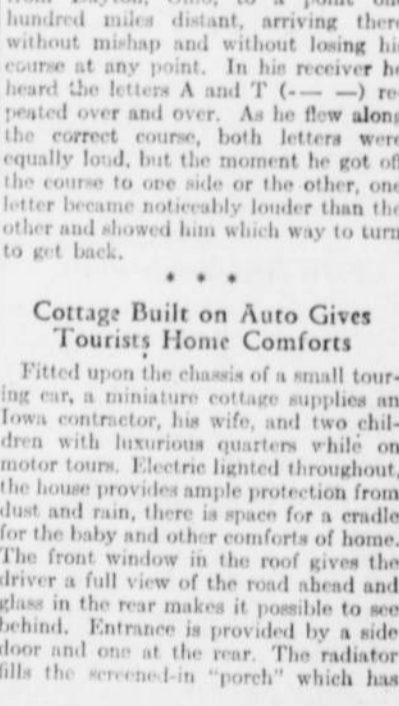 from Dayton, Ohio, to a point one
hundred miles distant, arriving there
without mishap and without losing his
course at any point. In his receiver he
heard the letters A and T (-— —) re-
peated over and over. As he flew along
the correct course, both letters were
equally loud, but the moment he got off
the course to one side or the other, one
letter became noticeably louder than the
other and showed him which way to turn
to get back.
* * *
Cottage Built on Auto Gives
Tourists Home Comforts
Fitted upon the chassis of a small tour-
ing car, a miniature cottage supplies an
Iowa contractor, his wife, and two chil-
dren with luxurious quarters while on
motor tours. Electric lighted throughout,
the house provides ample protection from
dust and rain, there is space for a cradle
for the baby and other comforts of home.
The front window in the roof gives the
driver a full view of the road ahead and
glass in the rear makes it possible to see
behind. Entrance is provided by a side
door and one at the rear. The radiator
fills the screened-in "porch" which has